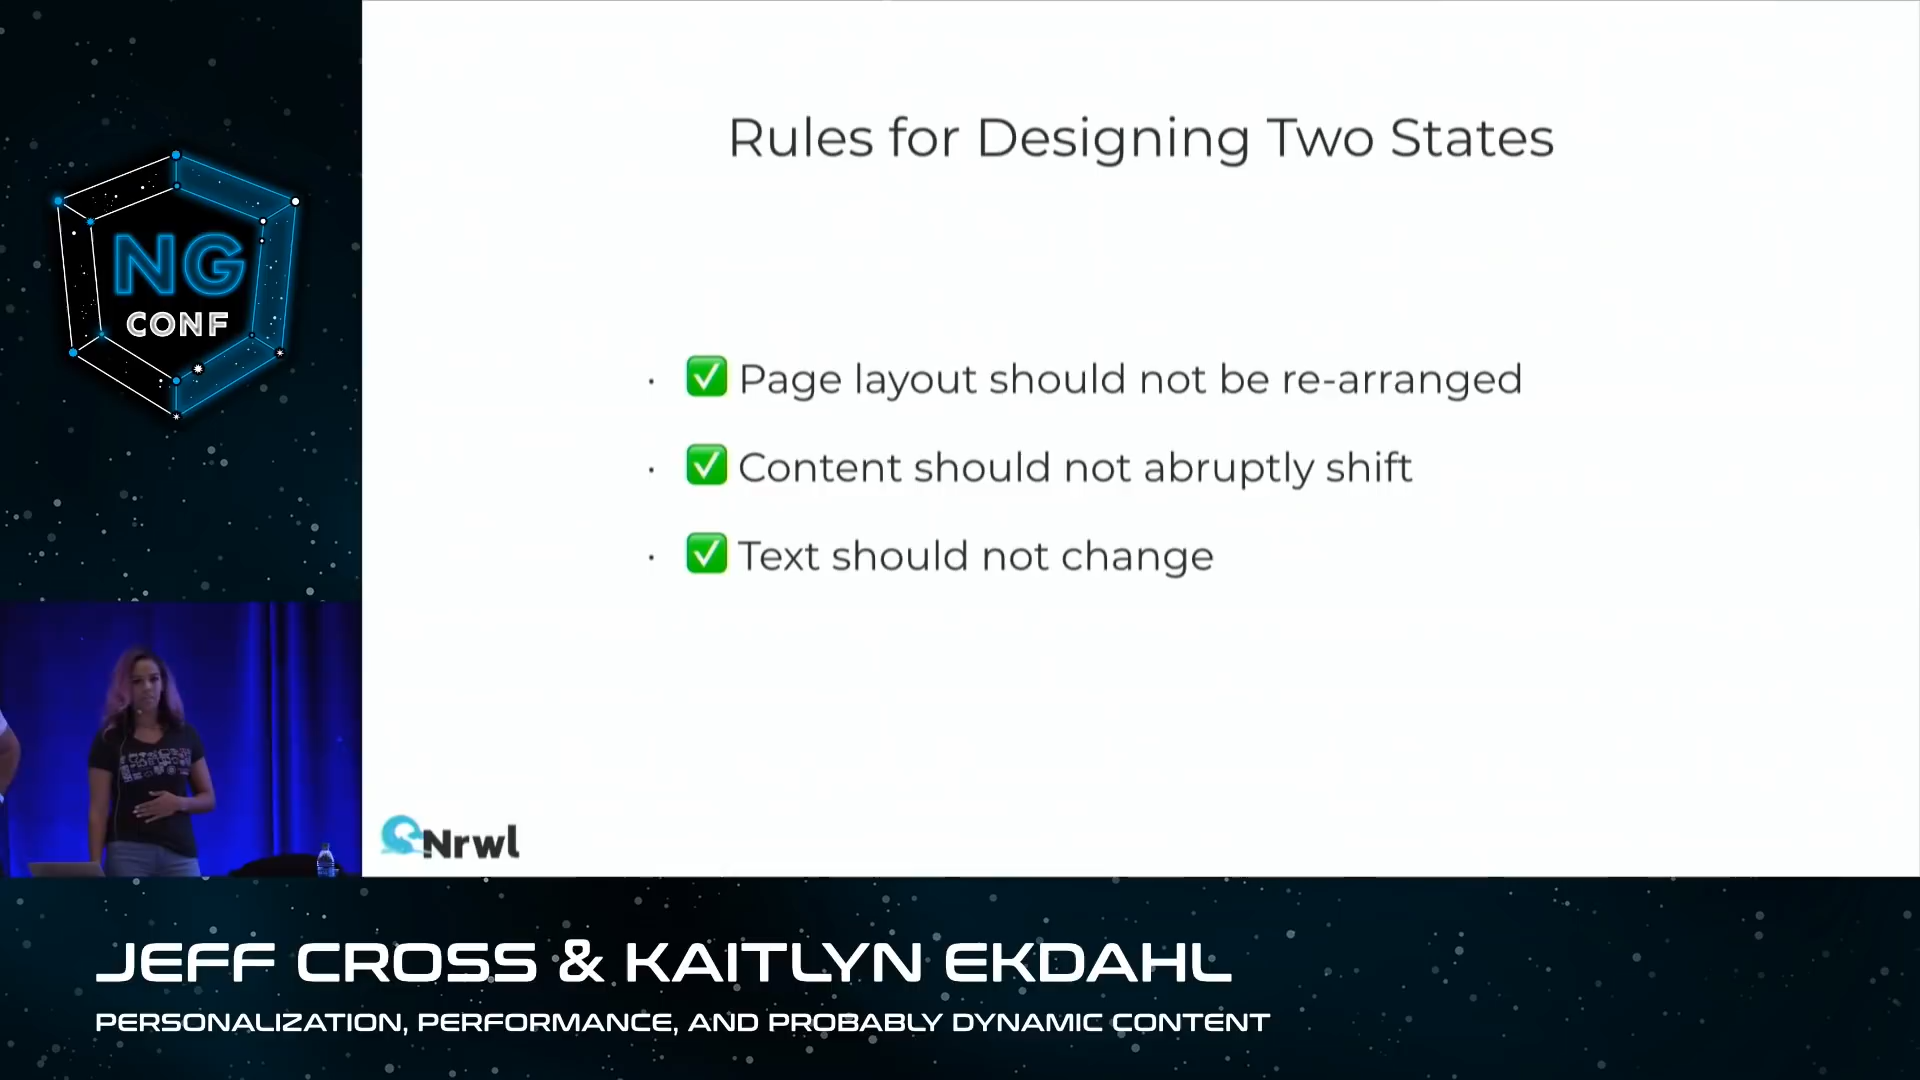 NG
CONF
Rules for Designing Two States
· ✅ Page layout should not be re-arranged
· ✅ Content should not abruptly shift
· ✅ Text should not change
Nrwl
JEFF CROSS & KAITLYN EKDAHL
PERSONALIZATION, PERFORMANCE, AND PROBABLY DYNAMIC CONTENT